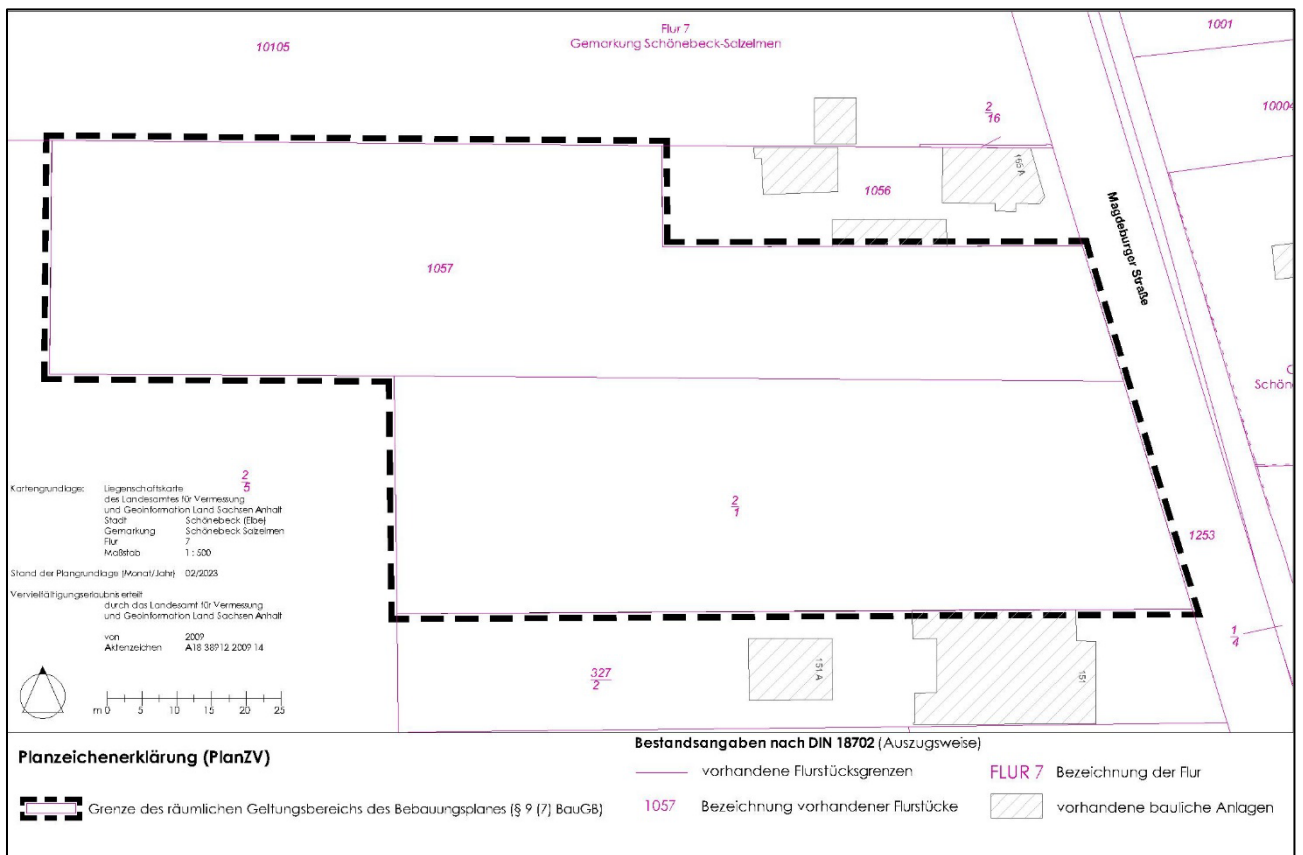 Flur 7
Gemarkung Schönebeck-Salzelmen
10105
1001
10004
2
16
165 A
1056
Magdeburger Straße
1057
Schön
2
5
2
1
1253
1
4
327
2
151 A
151
Kartengrundlage: Liegenschaftskarte
des Landesamtes für Vermessung
und Geoinformation Land Sachsen Anhalt
Stadt Schönebeck (Elbe)
Gemarkung Schönebeck Salzelmen
Flur 7
Maßstab 1 : 500
Stand der Plangrundlage (Monat/Jahr) 02/2023
Vervielfältigungserlaubnis erteilt
durch das Landesamt für Vermessung
und Geoinformation Land Sachsen Anhalt
von 2009
Aktenzeichen A18 38912 2009 14
m 0 5 10 15 20 25
Planzeichenerklärung (PlanZV)
Grenze des räumlichen Geltungsbereichs des Bebauungsplanes (§ 9 (7) BauGB)
Bestandsangaben nach DIN 18702 (Auszugsweise)
vorhandene Flurstücksgrenzen
FLUR 7 Bezeichnung der Flur
1057 Bezeichnung vorhandener Flurstücke
vorhandene bauliche Anlagen